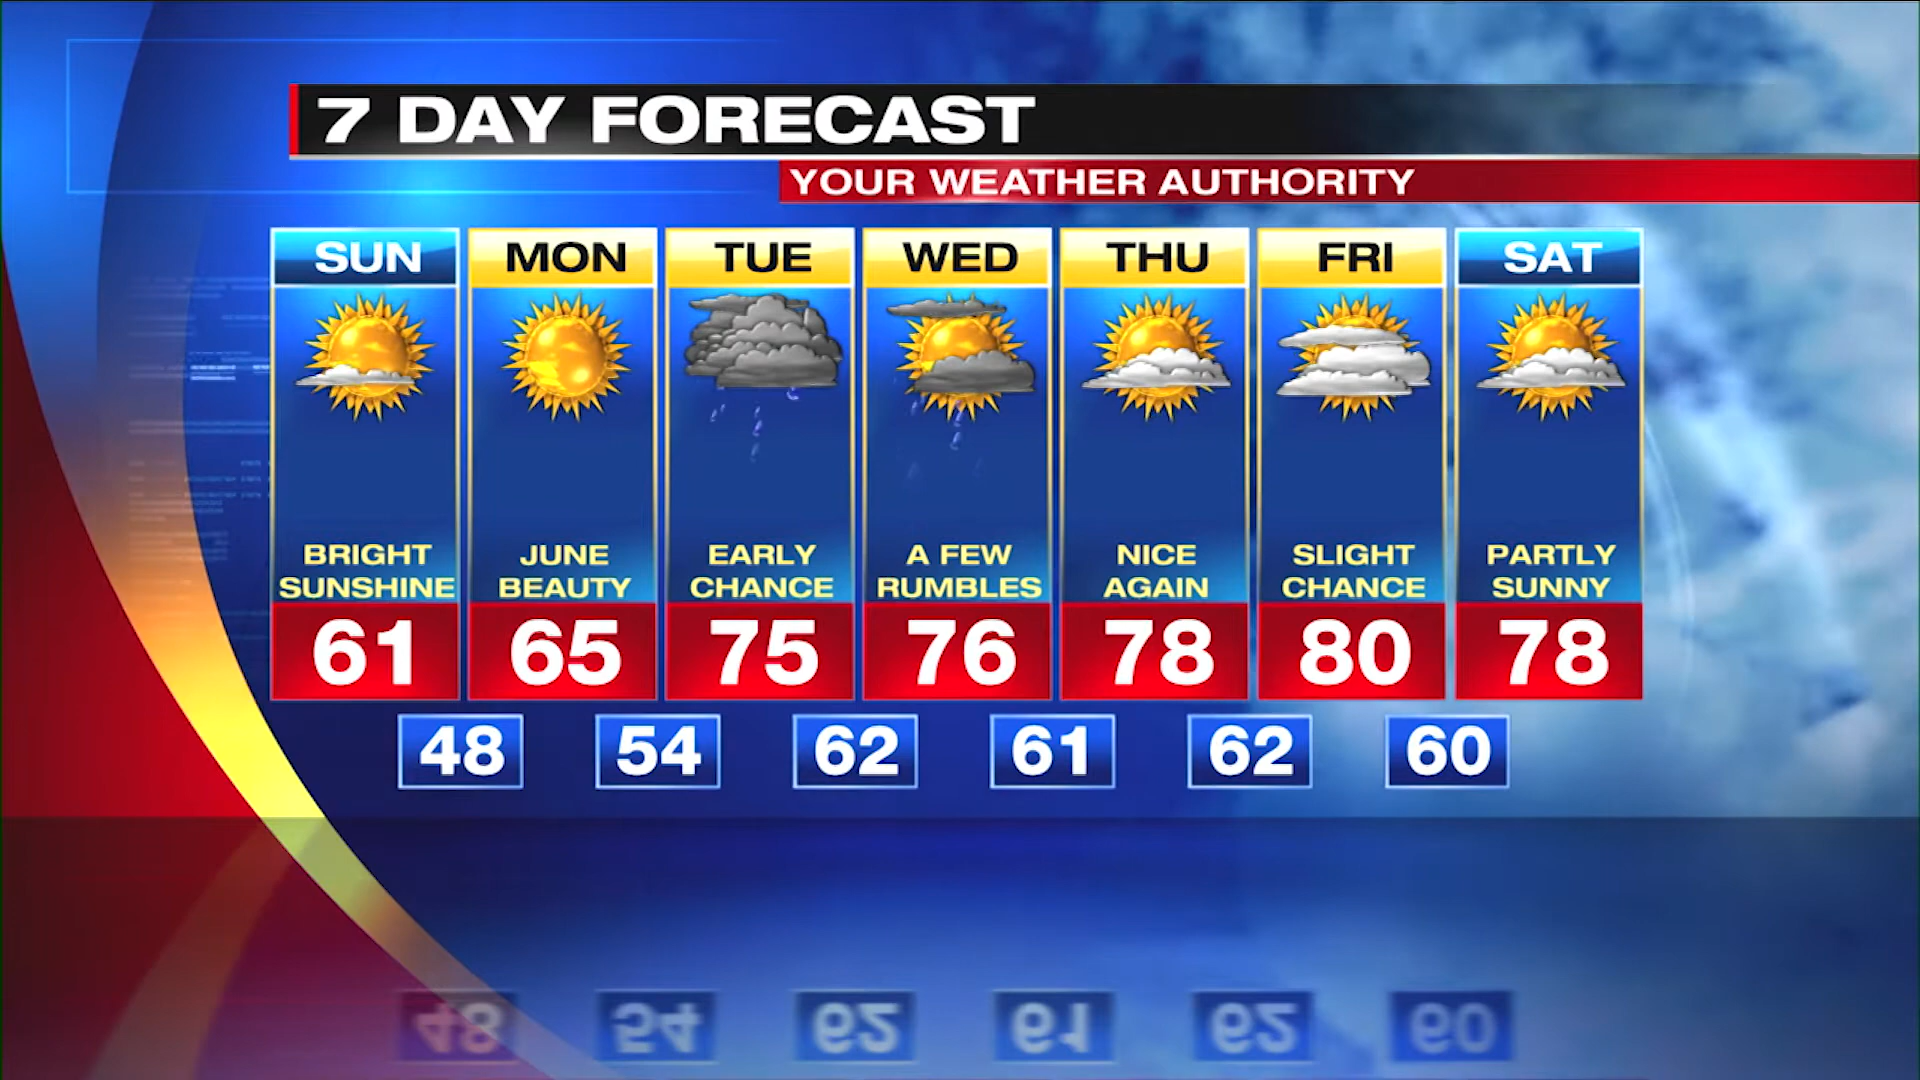 7 DAY FORECAST
YOUR WEATHER AUTHORITY
SUN MON TUE WED THU FRI SAT
BRIGHT JUNE EARLY A FEW NICE SLIGHT PARTLY
SUNSHINE BEAUTY CHANCE RUMBLES AGAIN CHANCE SUNNY
61 65 75 76 78 80 78
48 54 62 61 62 60